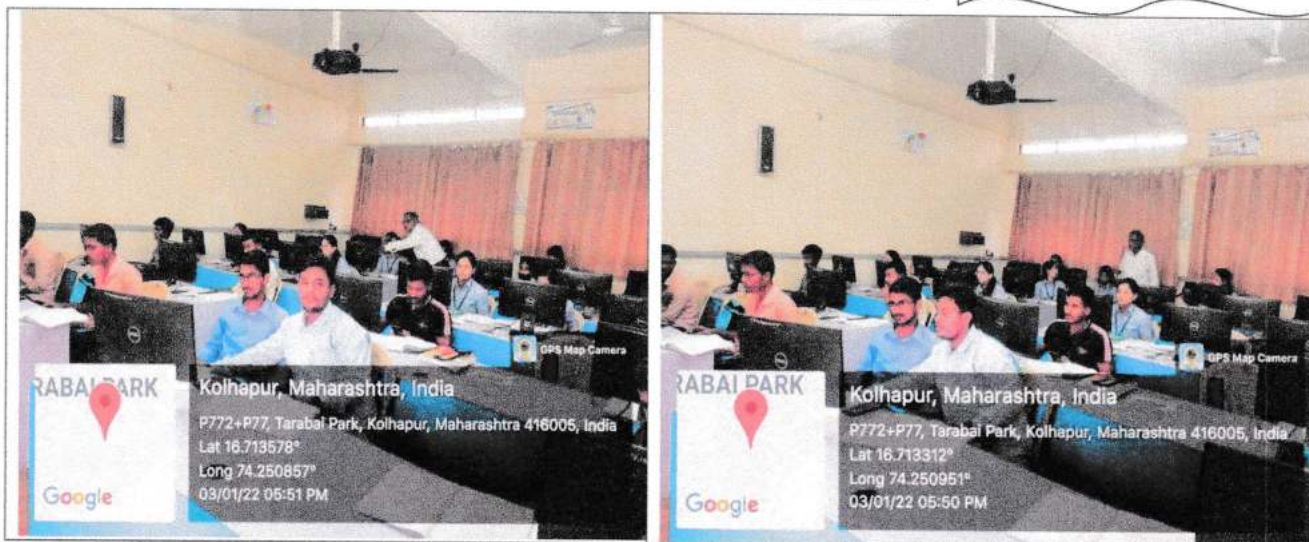 GPS Map Camera
RABAI PARK
Google
Kolhapur, Maharashtra, India
P772+P77, Tarabai Park, Kolhapur, Maharashtra 416005, India
Lat 16.713578°
Long 74.250857°
03/01/22 05:51 PM
GPS Map Camera
RABAI PARK
Google
Kolhapur, Maharashtra, India
P772+P77, Tarabai Park, Kolhapur, Maharashtra 416005, India
Lat 16.713312°
Long 74.250951°
03/01/22 05:50 PM